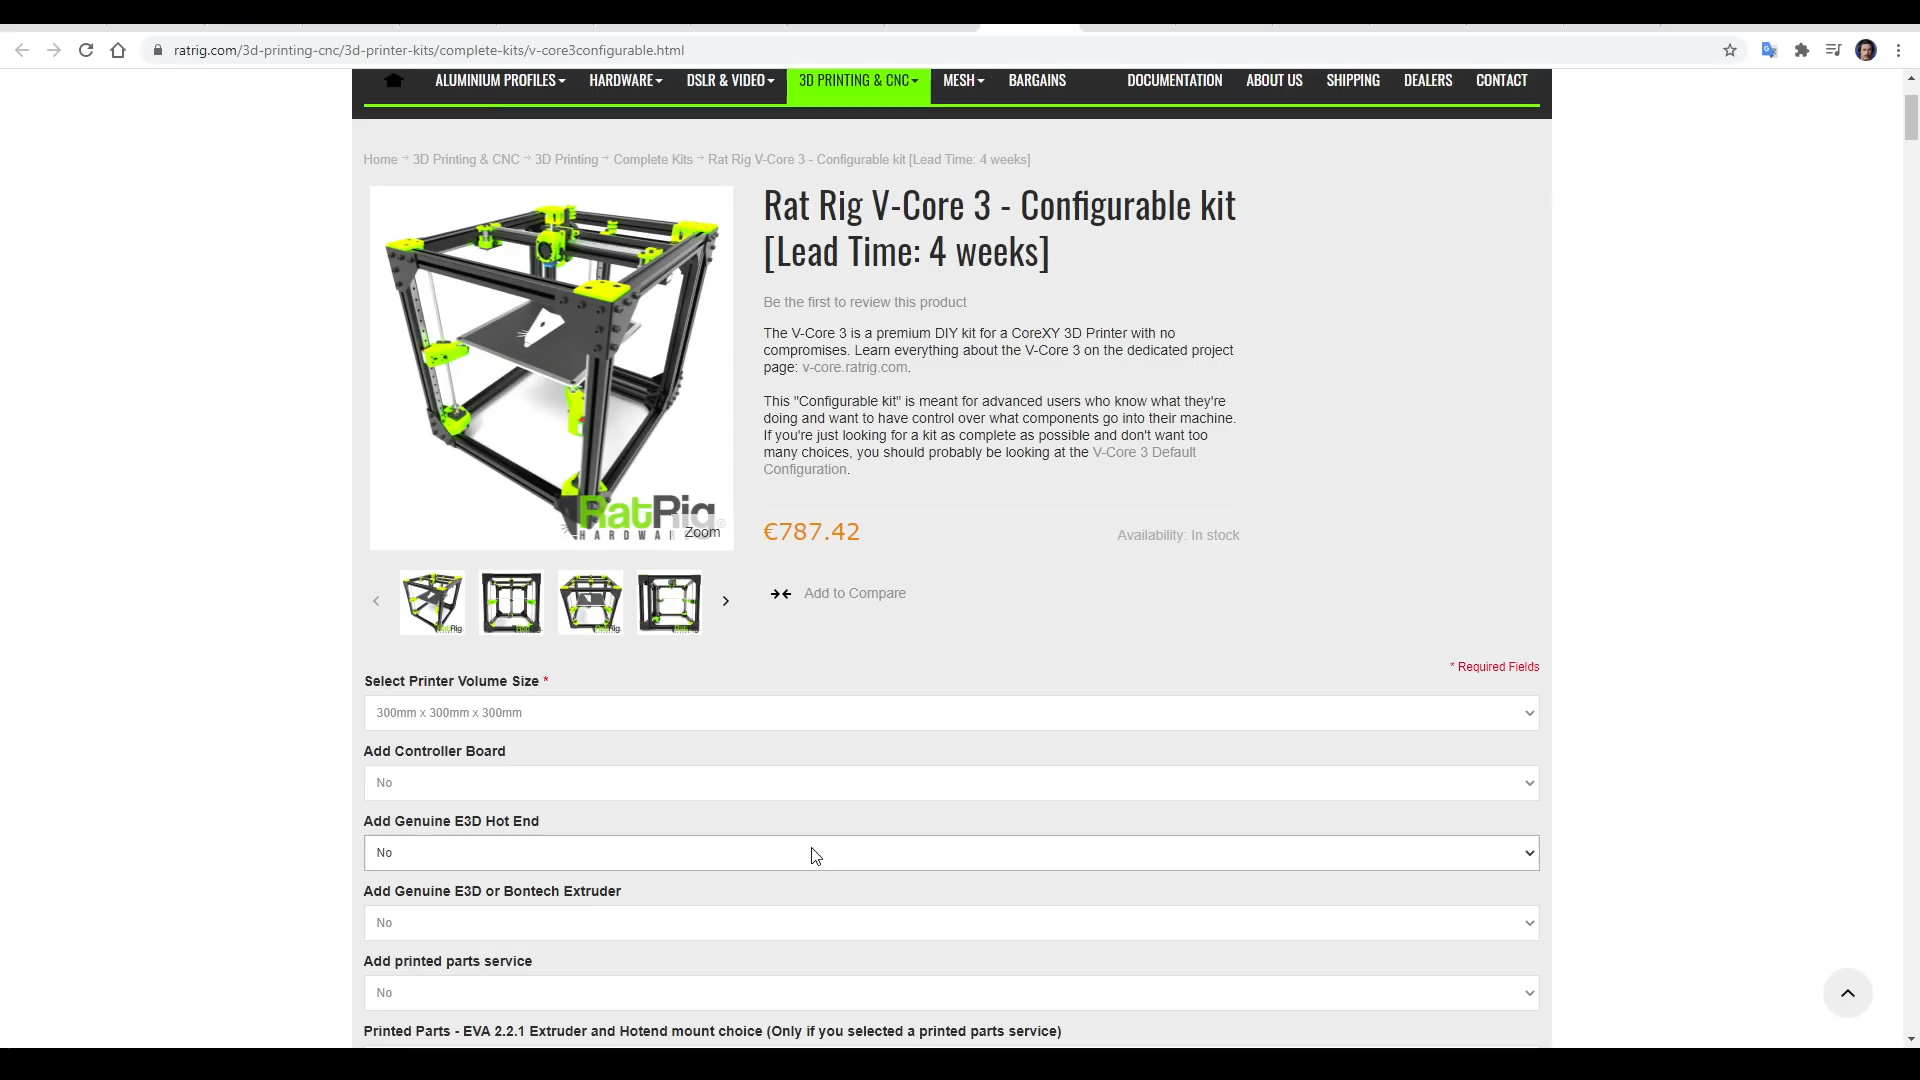 ratrig.com/3d-printing-cnc/3d-printer-kits/complete-kits/v-core3configurable.html
ALUMINIUM PROFILES HARDWARE DSLR & VIDEO 3D PRINTING & CNC MESH BARGAINS DOCUMENTATION ABOUT US SHIPPING DEALERS CONTACT
Home → 3D Printing & CNC → 3D Printing → Complete Kits → Rat Rig V-Core 3 - Configurable kit [Lead Time: 4 weeks]
Rat Rig V-Core 3 - Configurable kit
[Lead Time: 4 weeks]
Be the first to review this product
The V-Core 3 is a premium DIY kit for a CoreXY 3D Printer with no
compromises. Learn everything about the V-Core 3 on the dedicated project
page: v-core.ratrig.com.
This "Configurable kit" is meant for advanced users who know what they're
doing and want to have control over what components go into their machine.
If you're just looking for a kit as complete as possible and don't want too
many choices, you should probably be looking at the V-Core 3 Default
Configuration.
RatRig
HARDWAR
Zoom
€787.42
Availability: In stock
Add to Compare
* Required Fields
Select Printer Volume Size *
300mm x 300mm x 300mm
Add Controller Board
No
Add Genuine E3D Hot End
No
Add Genuine E3D or Bontech Extruder
No
Add printed parts service
No
Printed Parts - EVA 2.2.1 Extruder and Hotend mount choice (Only if you selected a printed parts service)